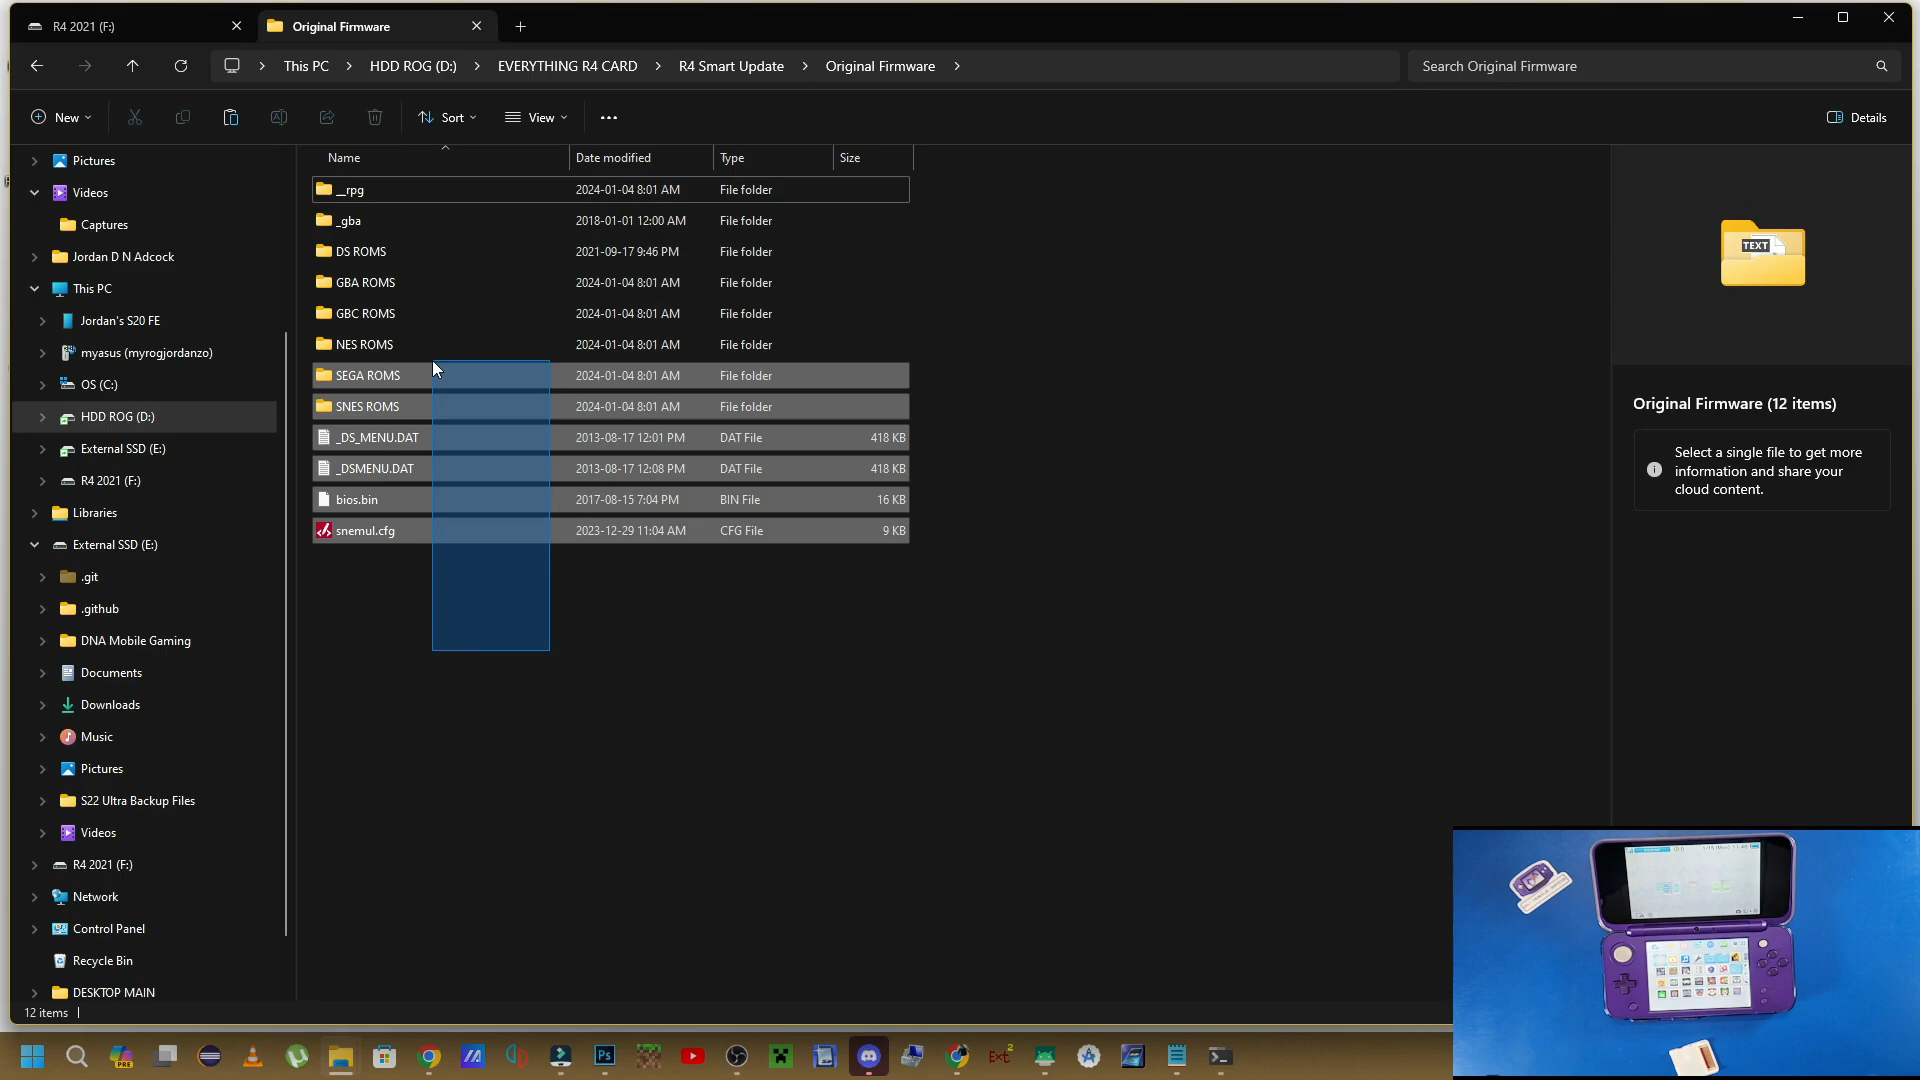 R4 2021 (F:)
Original Firmware
This PC
HDD ROG (D:)
EVERYTHING R4 CARD
R4 Smart Update
Original Firmware
Search Original Firmware
New
Sort
View
Details
Name
Date modified
Type
Size
__rpg 2024-01-04 8:01 AM File folder
_gba 2018-01-01 12:00 AM File folder
DS ROMS 2021-09-17 9:46 PM File folder
GBA ROMS 2024-01-04 8:01 AM File folder
GBC ROMS 2024-01-04 8:01 AM File folder
NES ROMS 2024-01-04 8:01 AM File folder
SEGA ROMS 2024-01-04 8:01 AM File folder
SNES ROMS 2024-01-04 8:01 AM File folder
_DS_MENU.DAT 2013-08-17 12:01 PM DAT File 418 KB
_DSMENU.DAT 2013-08-17 12:08 PM DAT File 418 KB
bios.bin 2017-08-15 7:04 PM BIN File 16 KB
snemul.cfg 2023-12-29 11:04 AM CFG File 9 KB
Pictures
Videos
Captures
Jordan D N Adcock
This PC
Jordan's S20 FE
myasus (myrogjordanzo)
OS (C:)
HDD ROG (D:)
External SSD (E:)
R4 2021 (F:)
Libraries
External SSD (E:)
.git
.github
DNA Mobile Gaming
Documents
Downloads
Music
Pictures
S22 Ultra Backup Files
Videos
R4 2021 (F:)
Network
Control Panel
Recycle Bin
DESKTOP MAIN
12 items
TEXT
Original Firmware (12 items)
Select a single file to get more
information and share your
cloud content.
PRE
Ps
Ext2